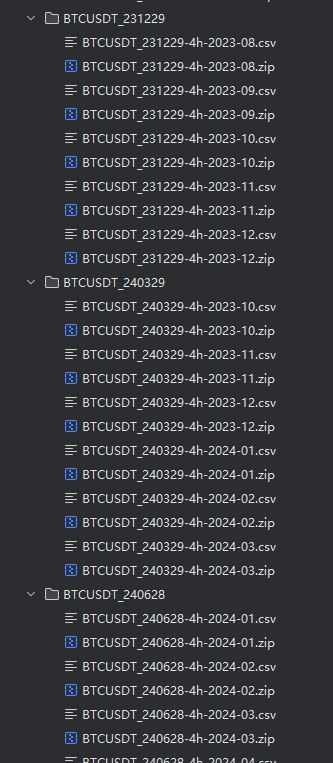 BTCUSDT_231229
BTCUSDT_231229-4h-2023-08.csv
BTCUSDT_231229-4h-2023-08.zip
BTCUSDT_231229-4h-2023-09.csv
BTCUSDT_231229-4h-2023-09.zip
BTCUSDT_231229-4h-2023-10.csv
BTCUSDT_231229-4h-2023-10.zip
BTCUSDT_231229-4h-2023-11.csv
BTCUSDT_231229-4h-2023-11.zip
BTCUSDT_231229-4h-2023-12.csv
BTCUSDT_231229-4h-2023-12.zip
BTCUSDT_240329
BTCUSDT_240329-4h-2023-10.csv
BTCUSDT_240329-4h-2023-10.zip
BTCUSDT_240329-4h-2023-11.csv
BTCUSDT_240329-4h-2023-11.zip
BTCUSDT_240329-4h-2023-12.csv
BTCUSDT_240329-4h-2023-12.zip
BTCUSDT_240329-4h-2024-01.csv
BTCUSDT_240329-4h-2024-01.zip
BTCUSDT_240329-4h-2024-02.csv
BTCUSDT_240329-4h-2024-02.zip
BTCUSDT_240329-4h-2024-03.csv
BTCUSDT_240329-4h-2024-03.zip
BTCUSDT_240628
BTCUSDT_240628-4h-2024-01.csv
BTCUSDT_240628-4h-2024-01.zip
BTCUSDT_240628-4h-2024-02.csv
BTCUSDT_240628-4h-2024-02.zip
BTCUSDT_240628-4h-2024-03.csv
BTCUSDT_240628-4h-2024-03.zip
BTCUSDT_240628-4h-2024-04.csv